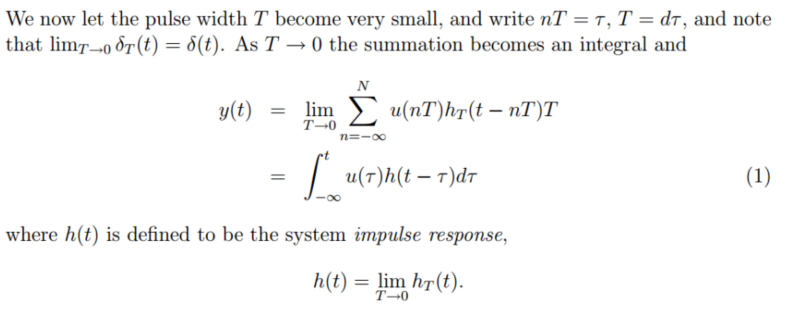 We now let the pulse width T become very small, and write nT = τ, T = dτ, and note
that lim_{T→0} δ_T(t) = δ(t). As T → 0 the summation becomes an integral and
y(t) = lim_{T→0} ∑_{n=−∞}^{N} u(nT)h_T(t − nT)T
= ∫_{−∞}^{t} u(τ)h(t − τ)dτ (1)
where h(t) is defined to be the system impulse response,
h(t) = lim_{T→0} h_T(t).